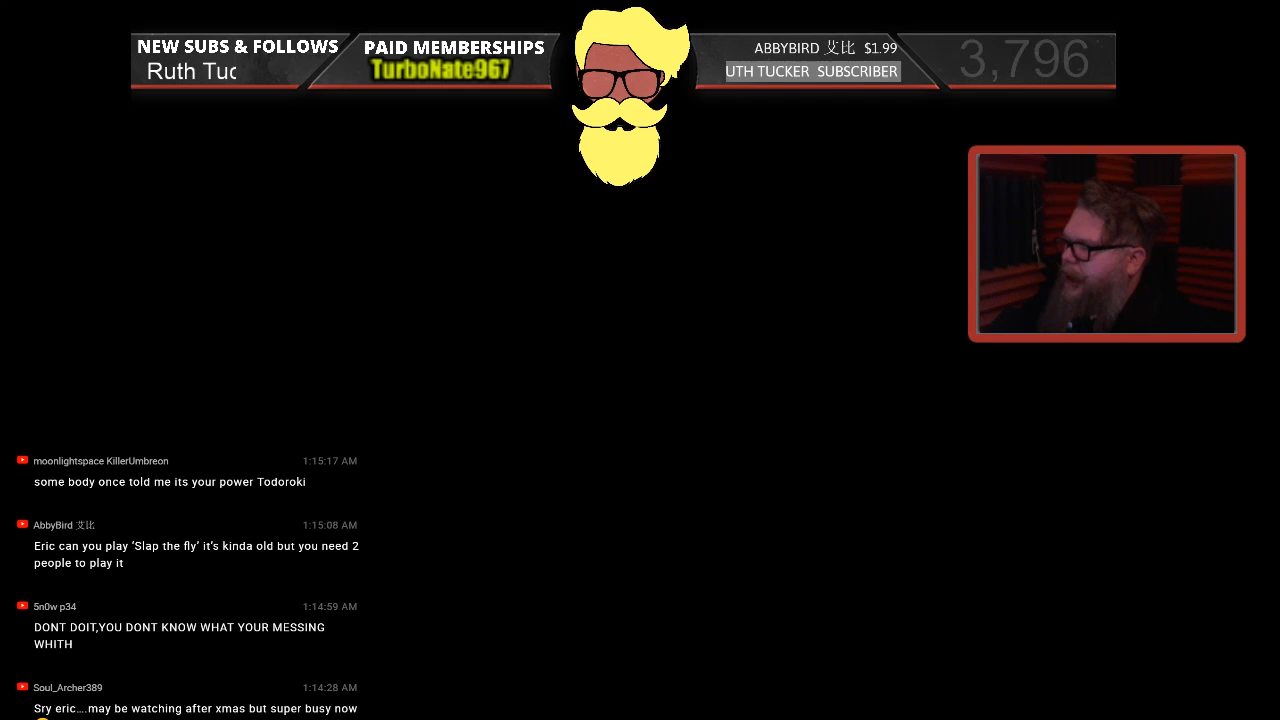 NEW SUBS & FOLLOWS
Ruth Tuc
PAID MEMBERSHIPS
TurboNate967
ABBYBIRD 艾比 $1.99
UTH TUCKER SUBSCRIBER
3,796
moonlightspace KillerUmbreon 1:15:17 AM
some body once told me its your power Todoroki
AbbyBird 艾比 1:15:08 AM
Eric can you play ‘Slap the fly’ it’s kinda old but you need 2
people to play it
5n0w p34 1:14:59 AM
DONT DOIT,YOU DONT KNOW WHAT YOUR MESSING
WHITH
Soul_Archer389 1:14:28 AM
Sry eric....may be watching after xmas but super busy now